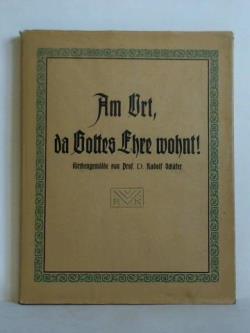 Am Ort,
da Gottes Ehre wohnt!
Kirchengemälde von Prof. D. Rudolf Schäfer